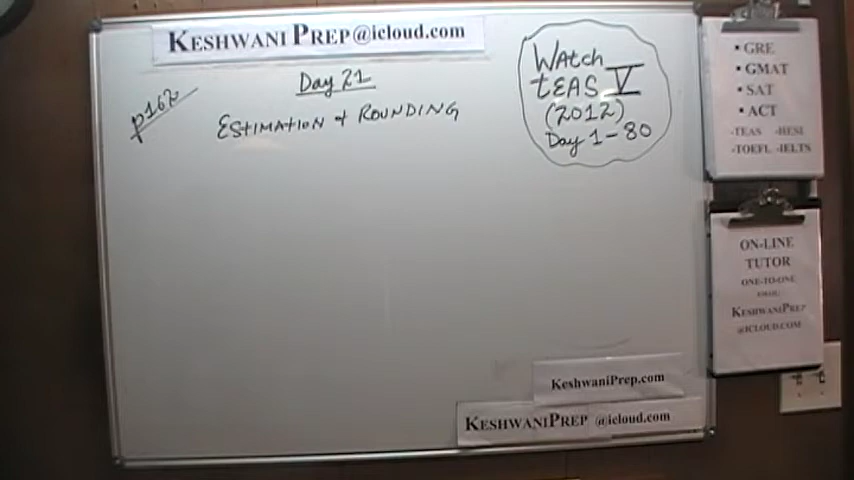 KESHWANI PREP@icloud.com
Day 21
p162
ESTIMATION & ROUNDING
WAtch
tEAS V
(2012)
Day 1-80
• GRE
• GMAT
• SAT
• ACT
-TEAS -HESI
-TOEFL -IELTS
ON-LINE
TUTOR
ONE-TO-ONE
KESHWANIPREP
@ICLOUD.COM
KeshwaniPrep.com
KESHWANIPREP @icloud.com